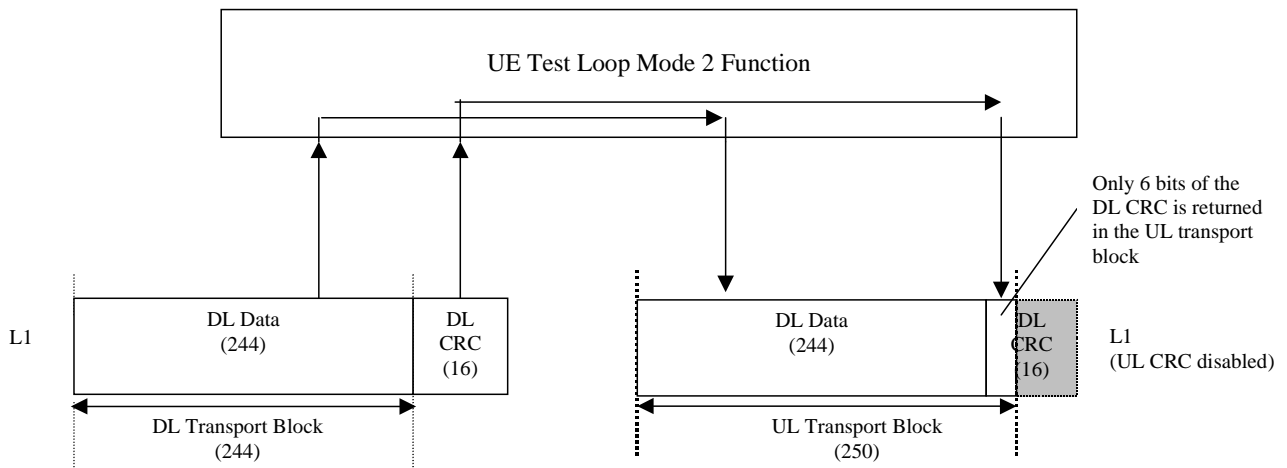 UE Test Loop Mode 2 Function
Only 6 bits of the
DL CRC is returned
in the UL transport
block
L1
DL Data
(244)
DL
CRC
(16)
DL Transport Block
(244)
DL Data
(244)
DL
CRC
(16)
UL Transport Block
(250)
L1
(UL CRC disabled)